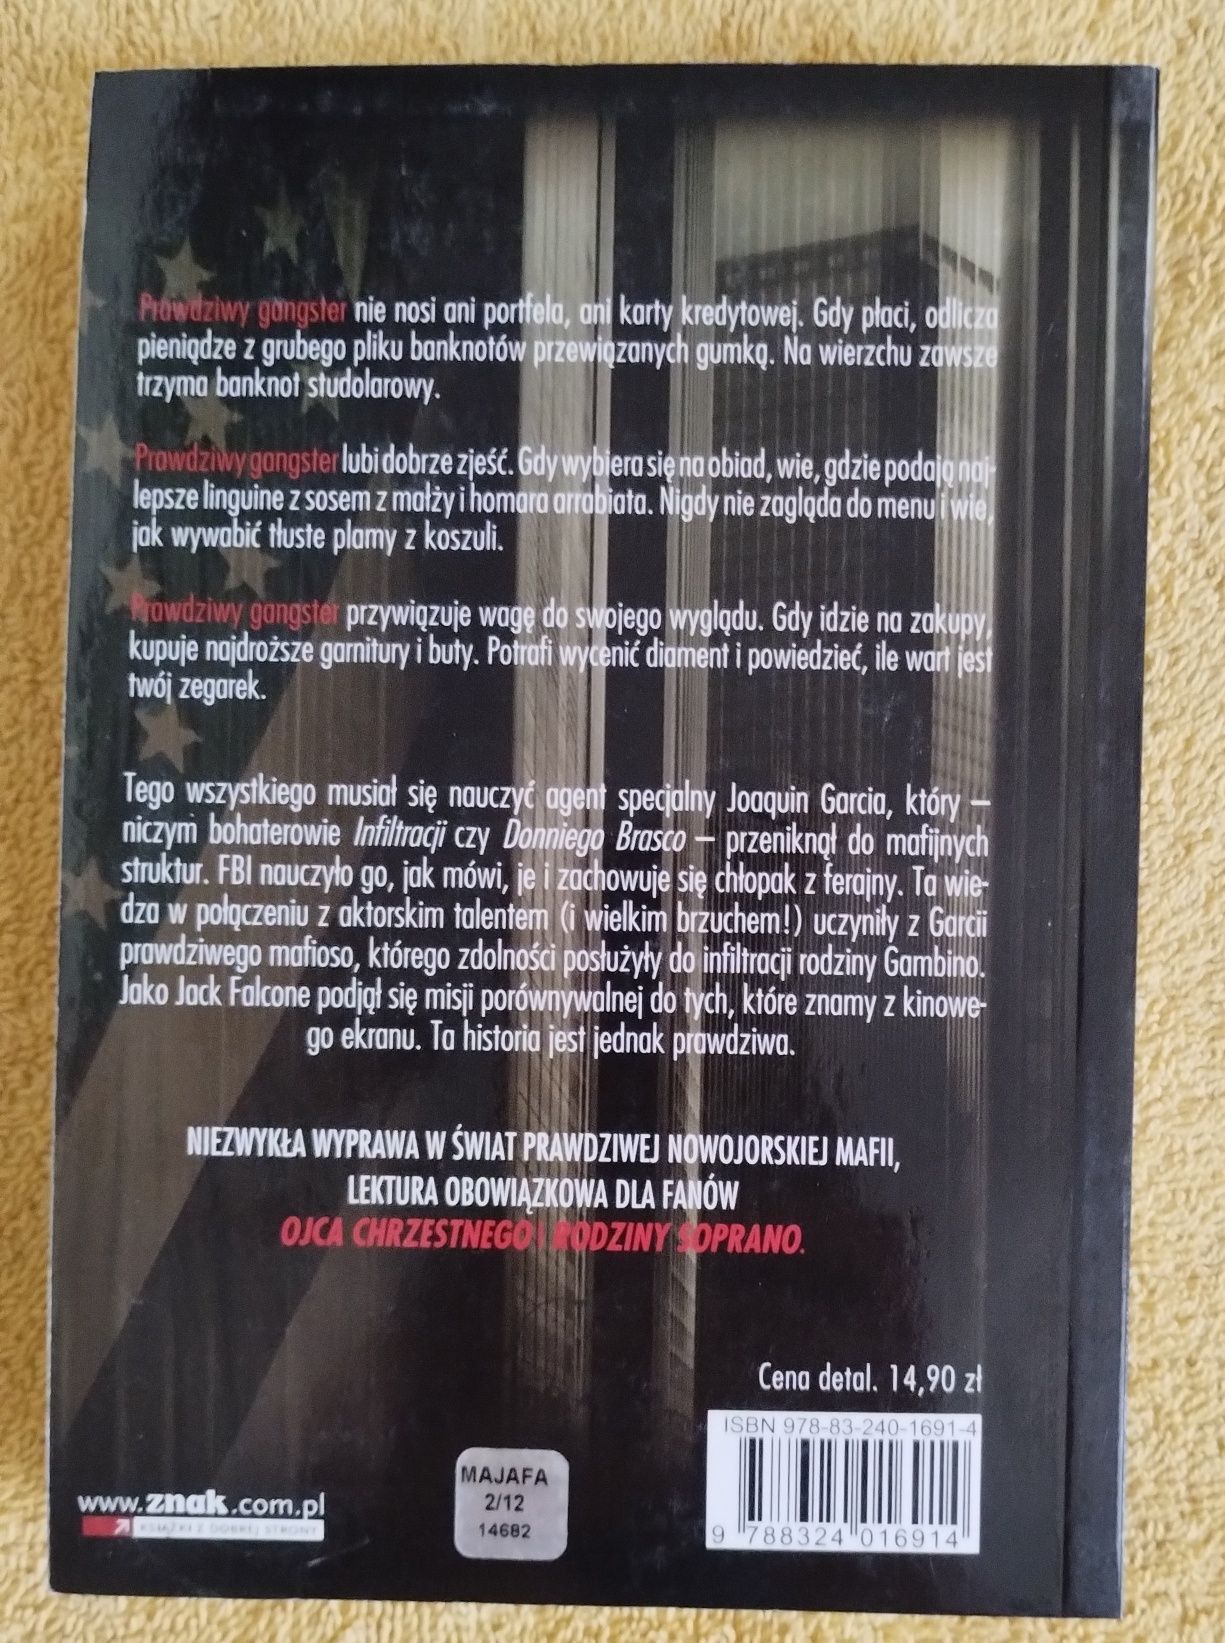 Prawdziwy gangster nie nosi ani portfela, ani karty kredytowej. Gdy płaci, odlicza
pieniądze z grubego pliku banknotów przewiązanych gumką. Na wierzchu zawsze
trzyma banknot studolarowy.
Prawdziwy gangster lubi dobrze zjeść. Gdy wybiera się na obiad, wie, gdzie podają naj-
lepsze linguine z sosem z małży i homara arrabiata. Nigdy nie zagląda do menu i wie,
jak wywabić tłuste plamy z koszuli.
Prawdziwy gangster przywiązuje wagę do swojego wyglądu. Gdy idzie na zakupy,
kupuje najdroższe garnitury i buty. Potrafi wycenić diament i powiedzieć, ile wart jest
twój zegarek.
Tego wszystkiego musiał się nauczyć agent specjalny Joaquin Garcia, który –
niczym bohaterowie Infiltracji czy Donniego Brasco – przeniknął do mafijnych
struktur. FBI nauczyło go, jak mówi, je i zachowuje się chłopak z ferajny. Ta wie-
dza w połączeniu z aktorskim talentem (i wielkim brzuchem!) uczyniły z Garcii
prawdziwego mafioso, którego zdolności posłużyły do infiltracji rodziny Gambino.
Jako Jack Falcone podjął się misji porównywalnej do tych, które znamy z kinowe-
go ekranu. Ta historia jest jednak prawdziwa.
NIEZWYKŁA WYPRAWA W ŚWIAT PRAWDZIWEJ NOWOJORSKIEJ MAFII,
LEKTURA OBOWIĄZKOWA DLA FANÓW
OJCA CHRZESTNEGO I RODZINY SOPRANO.
Cena detal. 14,90 zł
ISBN 978-83-240-1691-4
9 788324 016914
MAJAFA
2/12
14682
www.znak.com.pl
KSIĄŻKI Z DOBREJ STRONY